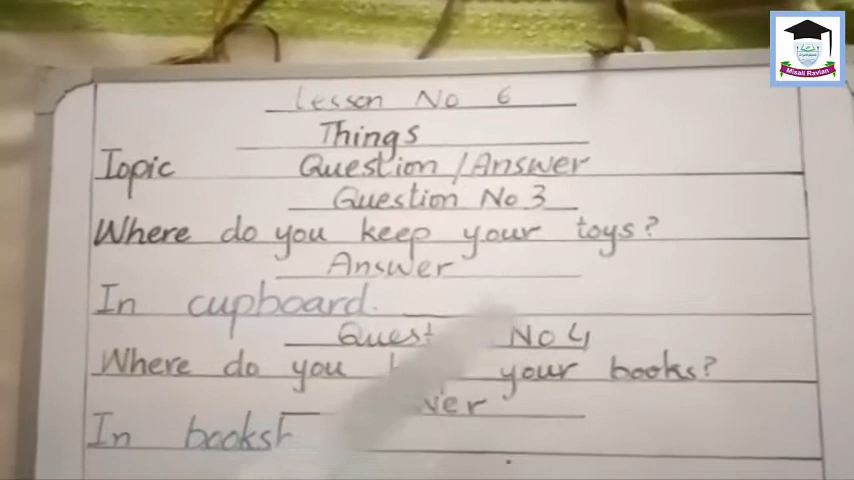 Misali Ravian
Lesson No 6
Things
Topic Question/Answer
Question No 3
Where do you keep your toys?
Answer
In cupboard.
No 4
Where do you your books?
In